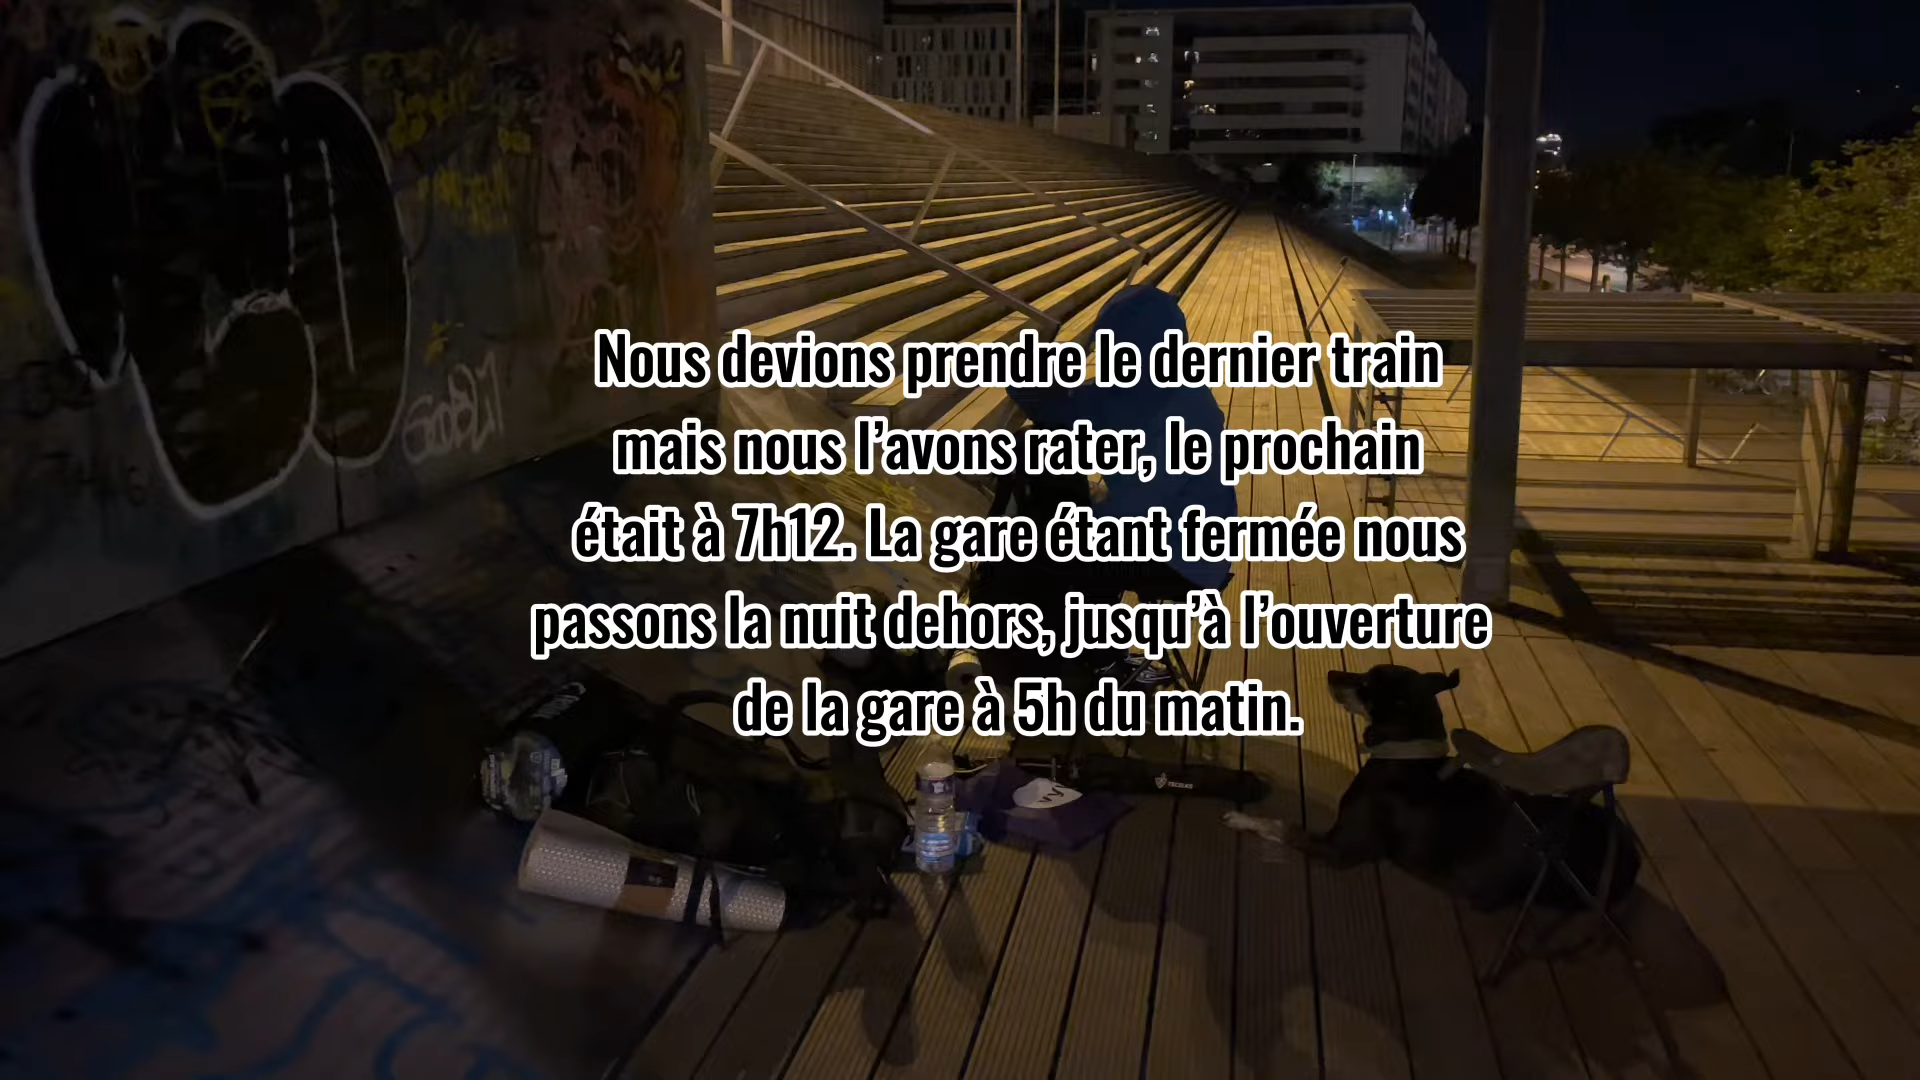 Nous devions prendre le dernier train
mais nous l’avons rater, le prochain
était à 7h12. La gare étant fermée nous
passons la nuit dehors, jusqu’à l’ouverture
de la gare à 5h du matin.